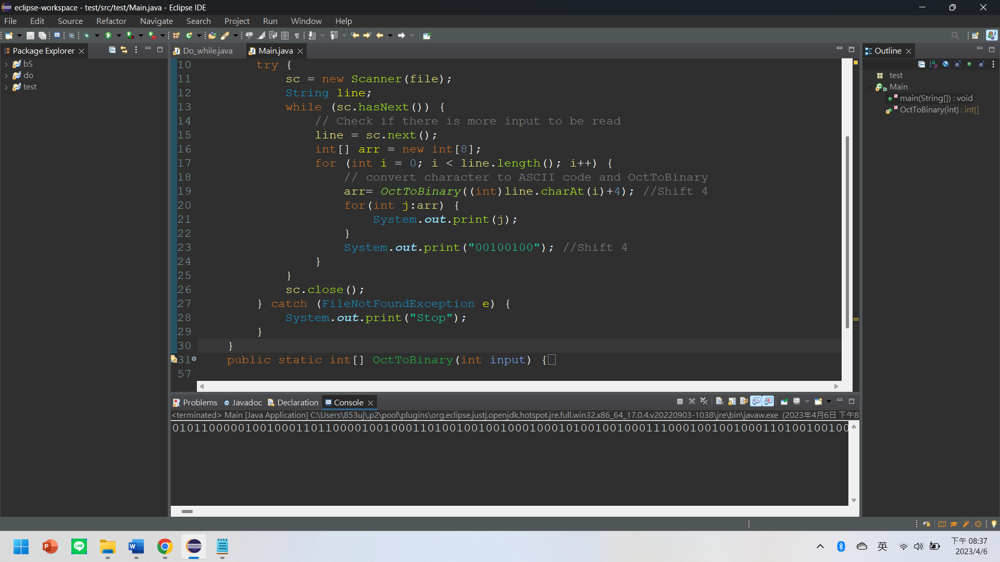 eclipse-workspace - test/src/test/Main.java - Eclipse IDE
File Edit Source Refactor Navigate Search Project Run Window Help
Package Explorer
bS
do
test
Do_while.java Main.java
10 try {
11 sc = new Scanner(file);
12 String line;
13 while (sc.hasNext()) {
14 // Check if there is more input to be read
15 line = sc.next();
16 int[] arr = new int[8];
17 for (int i = 0; i < line.length(); i++) {
18 // convert character to ASCII code and OctToBinary
19 arr= OctToBinary((int)line.charAt(i)+4); //Shift 4
20 for(int j:arr) {
21 System.out.print(j);
22 }
23 System.out.print("00100100"); //Shift 4
24 }
25 }
26 sc.close();
27 } catch (FileNotFoundException e) {
28 System.out.print("Stop");
29 }
30 }
31 public static int[] OctToBinary(int input) {
57
Outline
test
Main
main(String[]) : void
OctToBinary(int) : int[]
Problems Javadoc Declaration Console
<terminated> Main [Java Application] C:\Users\853uj\.p2\pool\plugins\org.eclipse.justj.openjdk.hotspot.jre.full.win32.x86_64_17.0.4.v20220903-1038\jre\bin\javaw.exe (2023年4月6日 下午8
010110000010010001101100001001000110100100100100010001010010010001110001001001000110100100100
英
下午 08:37
2023/4/6